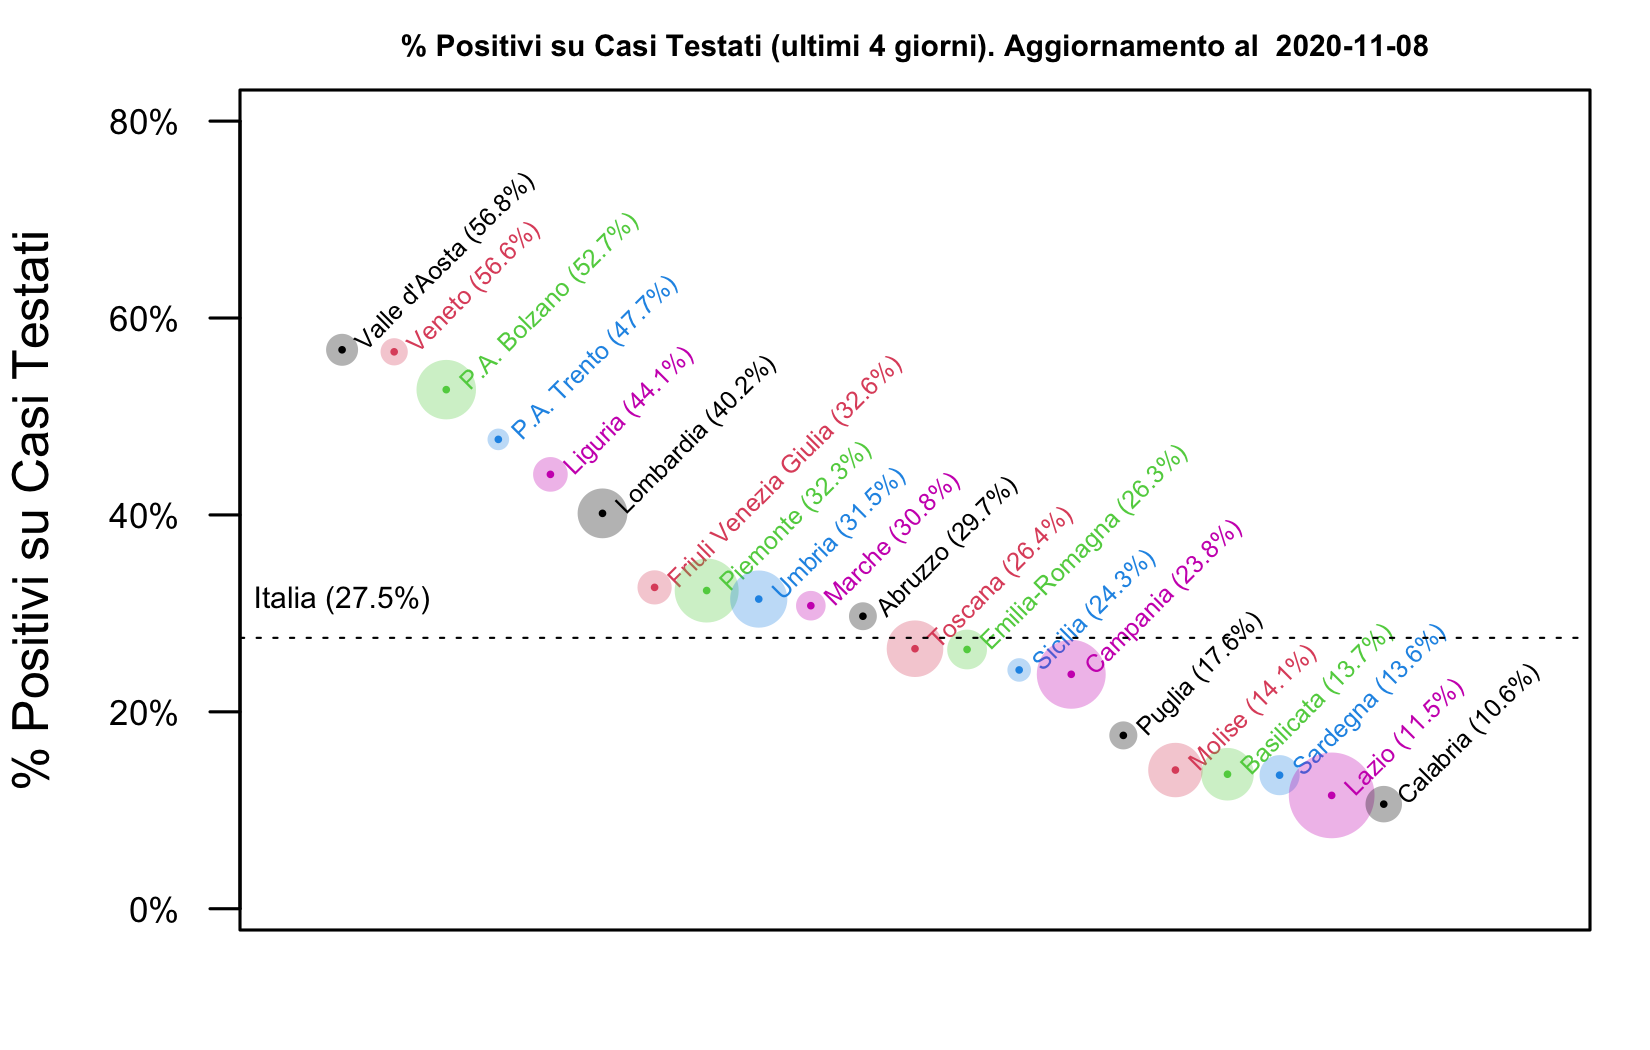 % Positivi su Casi Testati (ultimi 4 giorni). Aggiornamento al  2020-11-08
% Positivi su Casi Testati
80%
60%
40%
20%
0%
Valle d'Aosta (56.8%)
Veneto (56.6%)
P.A. Bolzano (52.7%)
P.A. Trento (47.7%)
Liguria (44.1%)
Lombardia (40.2%)
Friuli Venezia Giulia (32.6%)
Piemonte (32.3%)
Umbria (31.5%)
Marche (30.8%)
Abruzzo (29.7%)
Italia (27.5%)
Toscana (26.4%)
Emilia-Romagna (26.3%)
Sicilia (24.3%)
Campania (23.8%)
Puglia (17.6%)
Molise (14.1%)
Basilicata (13.7%)
Sardegna (13.6%)
Lazio (11.5%)
Calabria (10.6%)